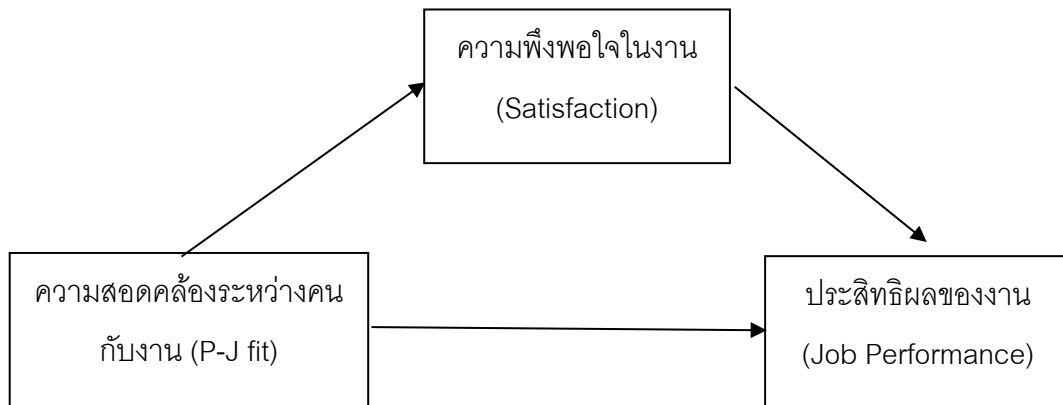 ความพึงพอใจในงาน
(Satisfaction)
ความสอดคล้องระหว่างคน
กับงาน (P-J fit)
ประสิทธิผลของงาน
(Job Performance)